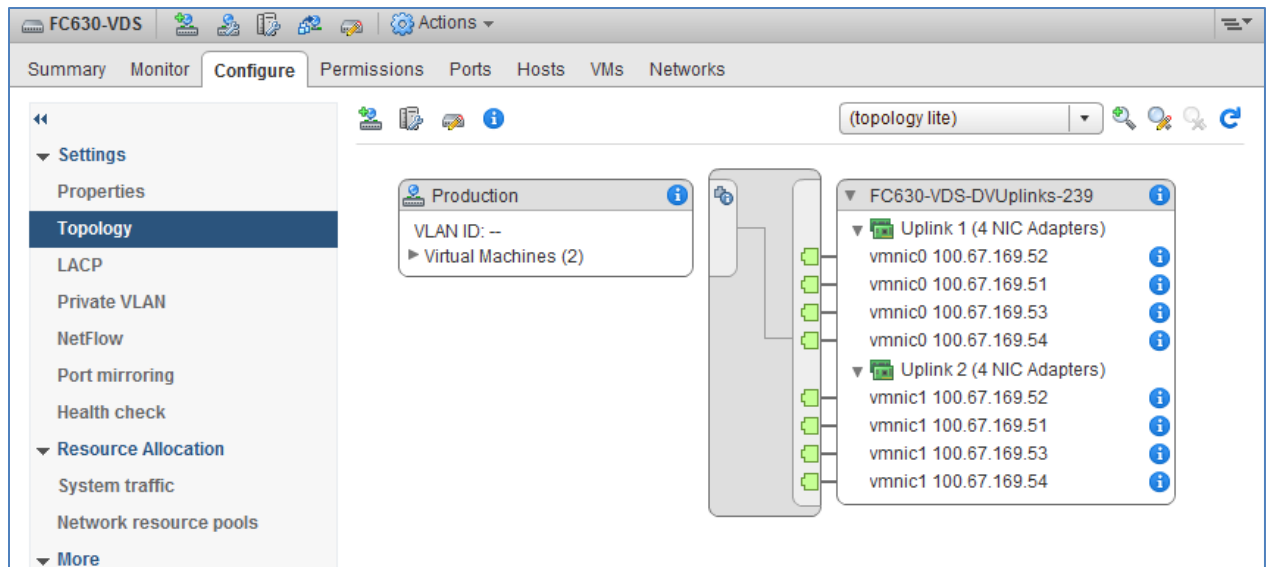 FC630-VDS Actions
Summary Monitor Configure Permissions Ports Hosts VMs Networks
(topology lite)
Settings
Properties
Topology
LACP
Private VLAN
NetFlow
Port mirroring
Health check
Resource Allocation
System traffic
Network resource pools
More
Production
VLAN ID: --
Virtual Machines (2)
FC630-VDS-DVUplinks-239
Uplink 1 (4 NIC Adapters)
vmnic0 100.67.169.52
vmnic0 100.67.169.51
vmnic0 100.67.169.53
vmnic0 100.67.169.54
Uplink 2 (4 NIC Adapters)
vmnic1 100.67.169.52
vmnic1 100.67.169.51
vmnic1 100.67.169.53
vmnic1 100.67.169.54